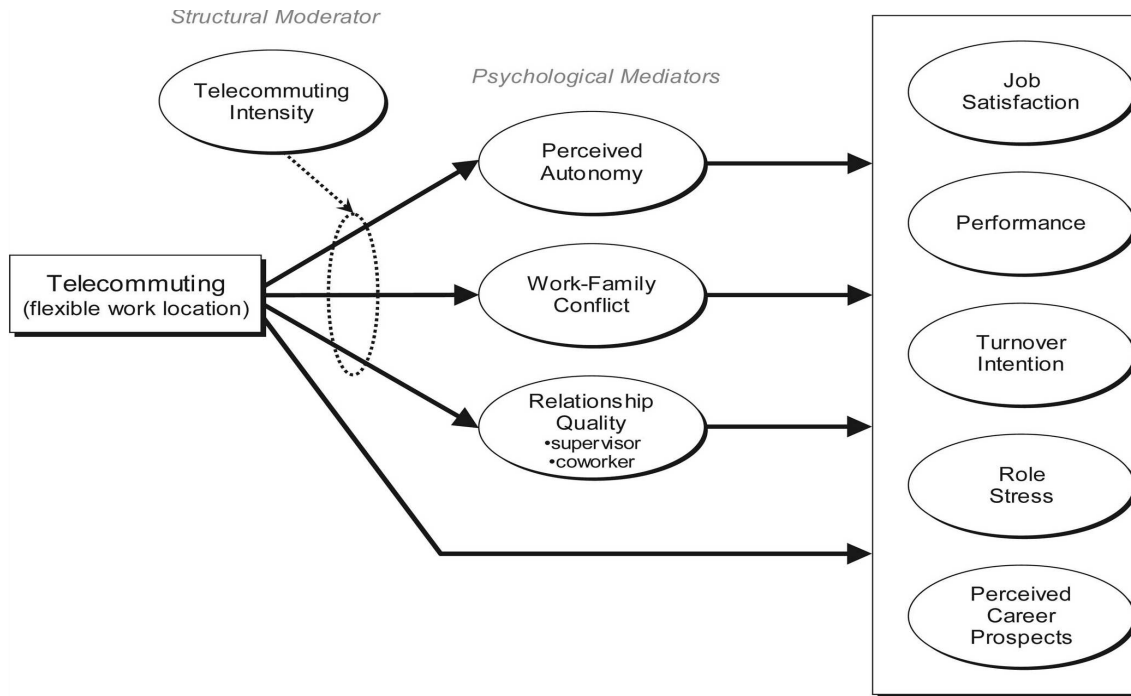 Structural Moderator
Telecommuting
Intensity
Psychological Mediators
Telecommuting
(flexible work location)
Perceived
Autonomy
Work-Family
Conflict
Relationship
Quality
•supervisor
•coworker
Job
Satisfaction
Performance
Turnover
Intention
Role
Stress
Perceived
Career
Prospects